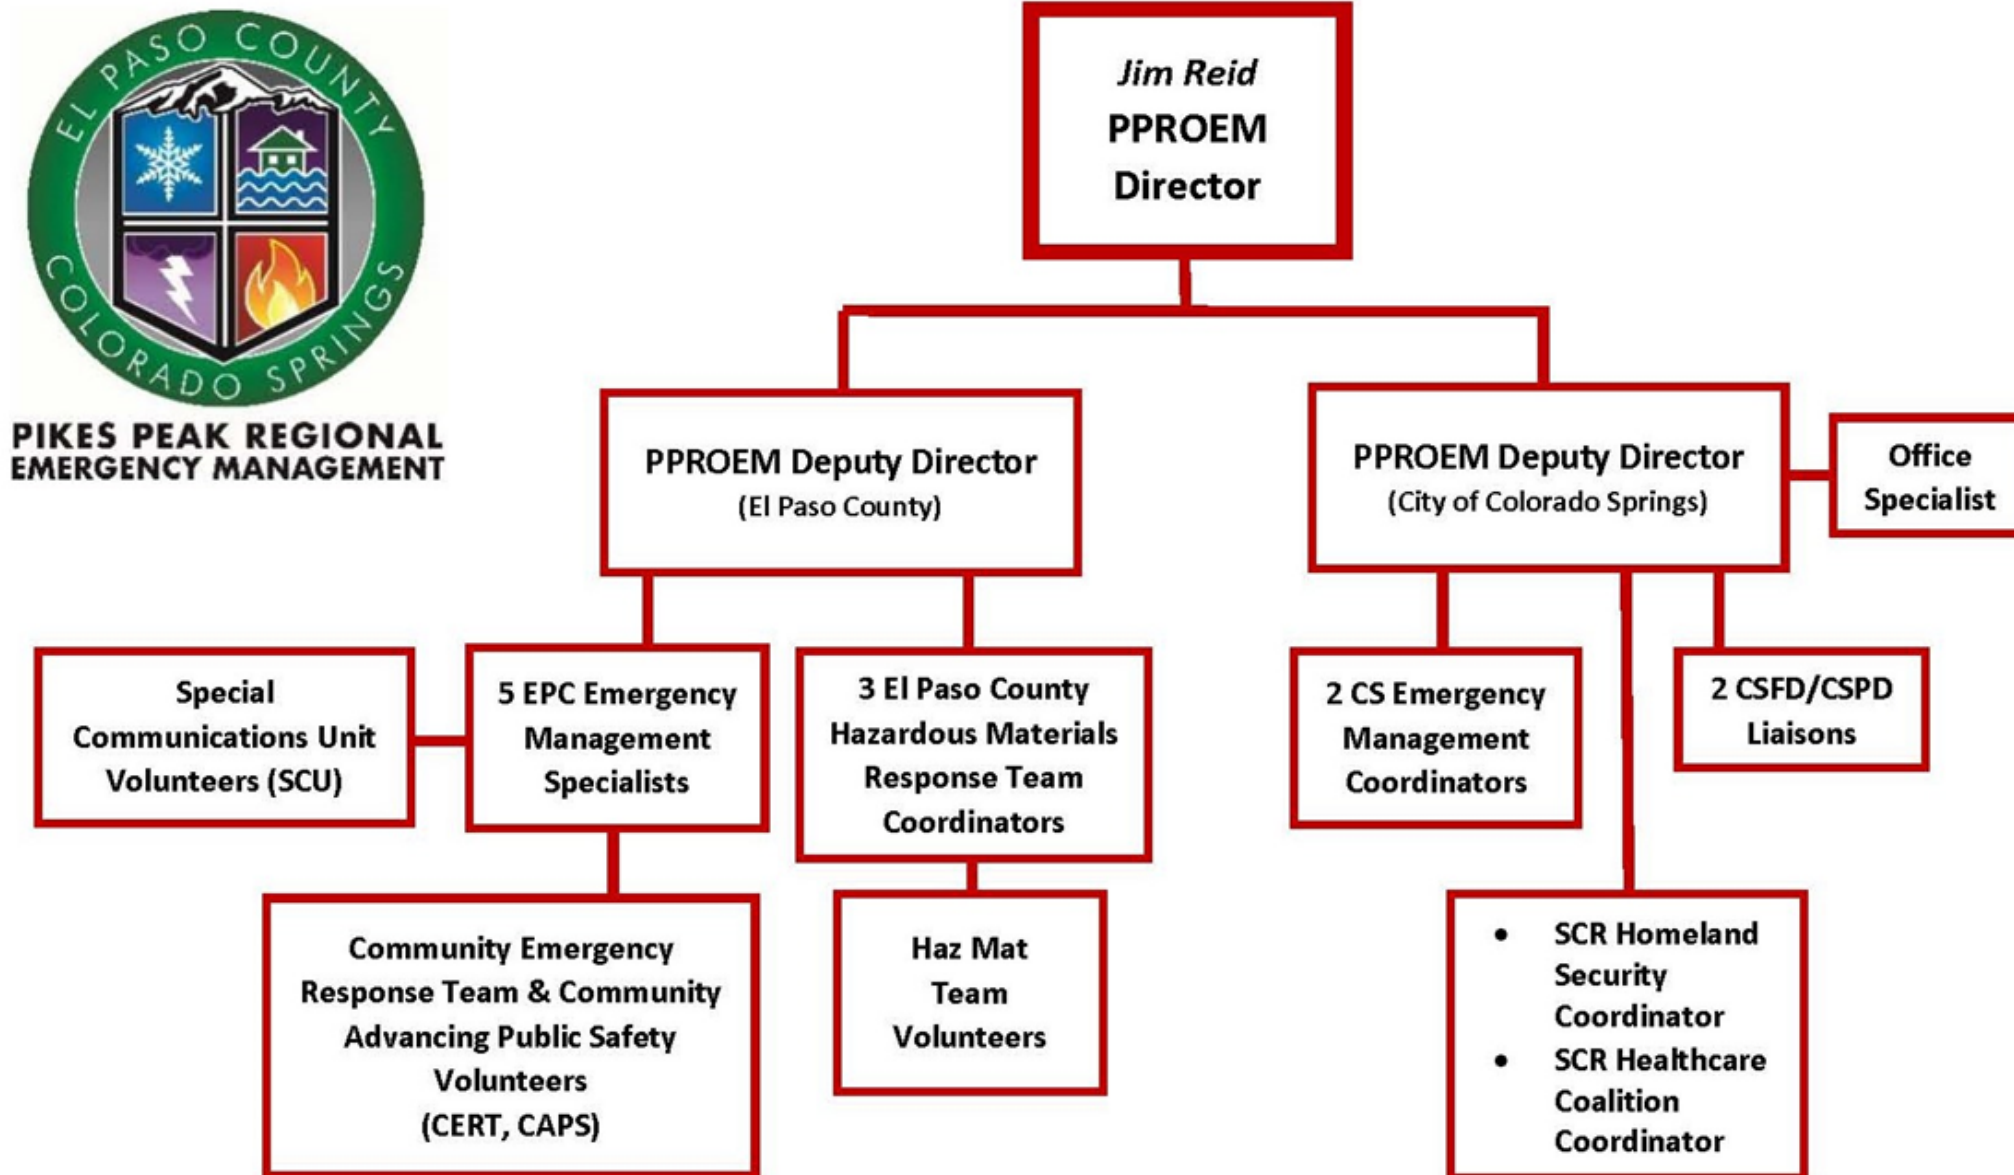 EL PASO COUNTY
COLORADO SPRINGS
PIKES PEAK REGIONAL
EMERGENCY MANAGEMENT
Jim Reid
PPROEM
Director
PPROEM Deputy Director
(El Paso County)
PPROEM Deputy Director
(City of Colorado Springs)
Office
Specialist
Special
Communications Unit
Volunteers (SCU)
5 EPC Emergency
Management
Specialists
3 El Paso County
Hazardous Materials
Response Team
Coordinators
2 CS Emergency
Management
Coordinators
2 CSFD/CSPD
Liaisons
Community Emergency
Response Team & Community
Advancing Public Safety
Volunteers
(CERT, CAPS)
Haz Mat
Team
Volunteers
• SCR Homeland
Security
Coordinator
• SCR Healthcare
Coalition
Coordinator